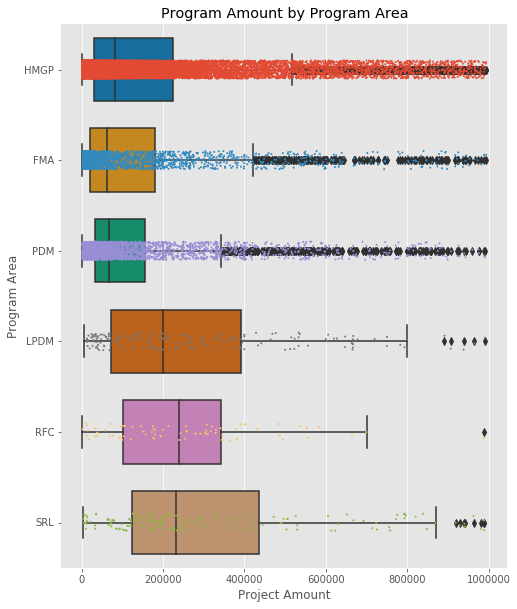 Program Amount by Program Area
Program Area
HMGP
FMA
PDM
LPDM
RFC
SRL
0 200000 400000 600000 800000 1000000
Project Amount